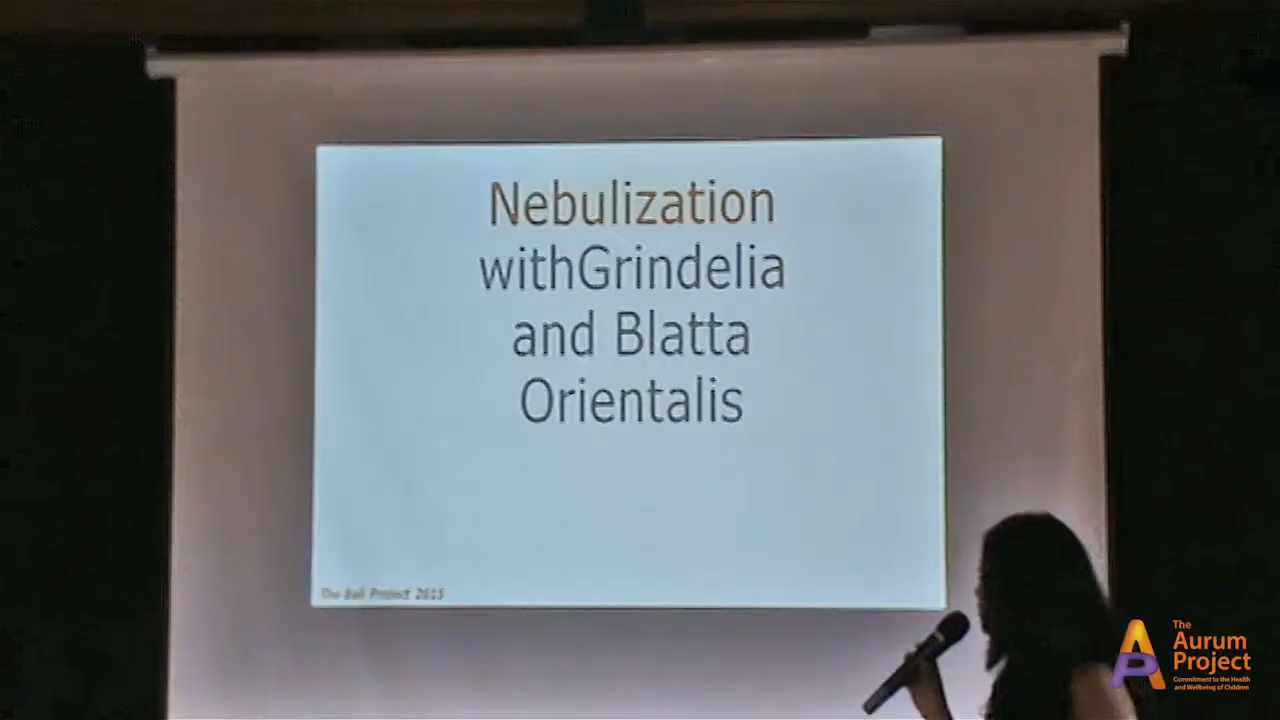 Nebulization
withGrindelia
and Blatta
Orientalis
The Bali Project 2015
The
Aurum
Project
Commitment to the Health
and Wellbeing of Children